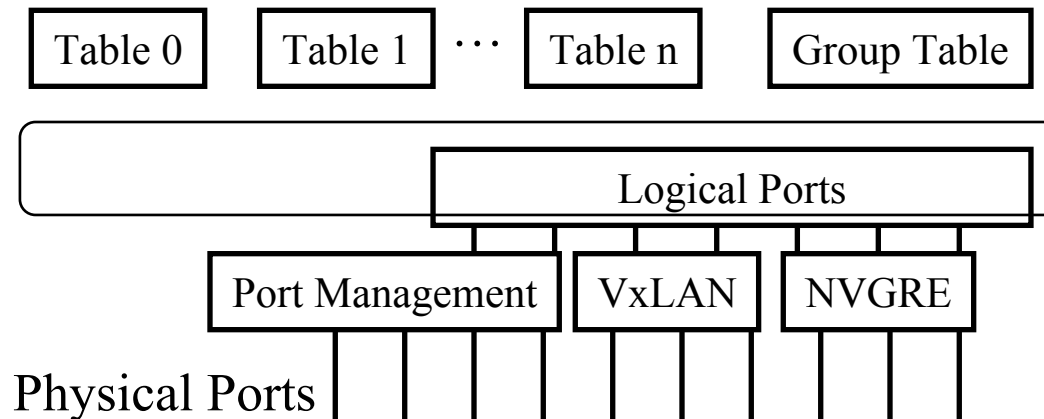 Table 0 Table 1 ... Table n Group Table
Logical Ports
Port Management VxLAN NVGRE
Physical Ports